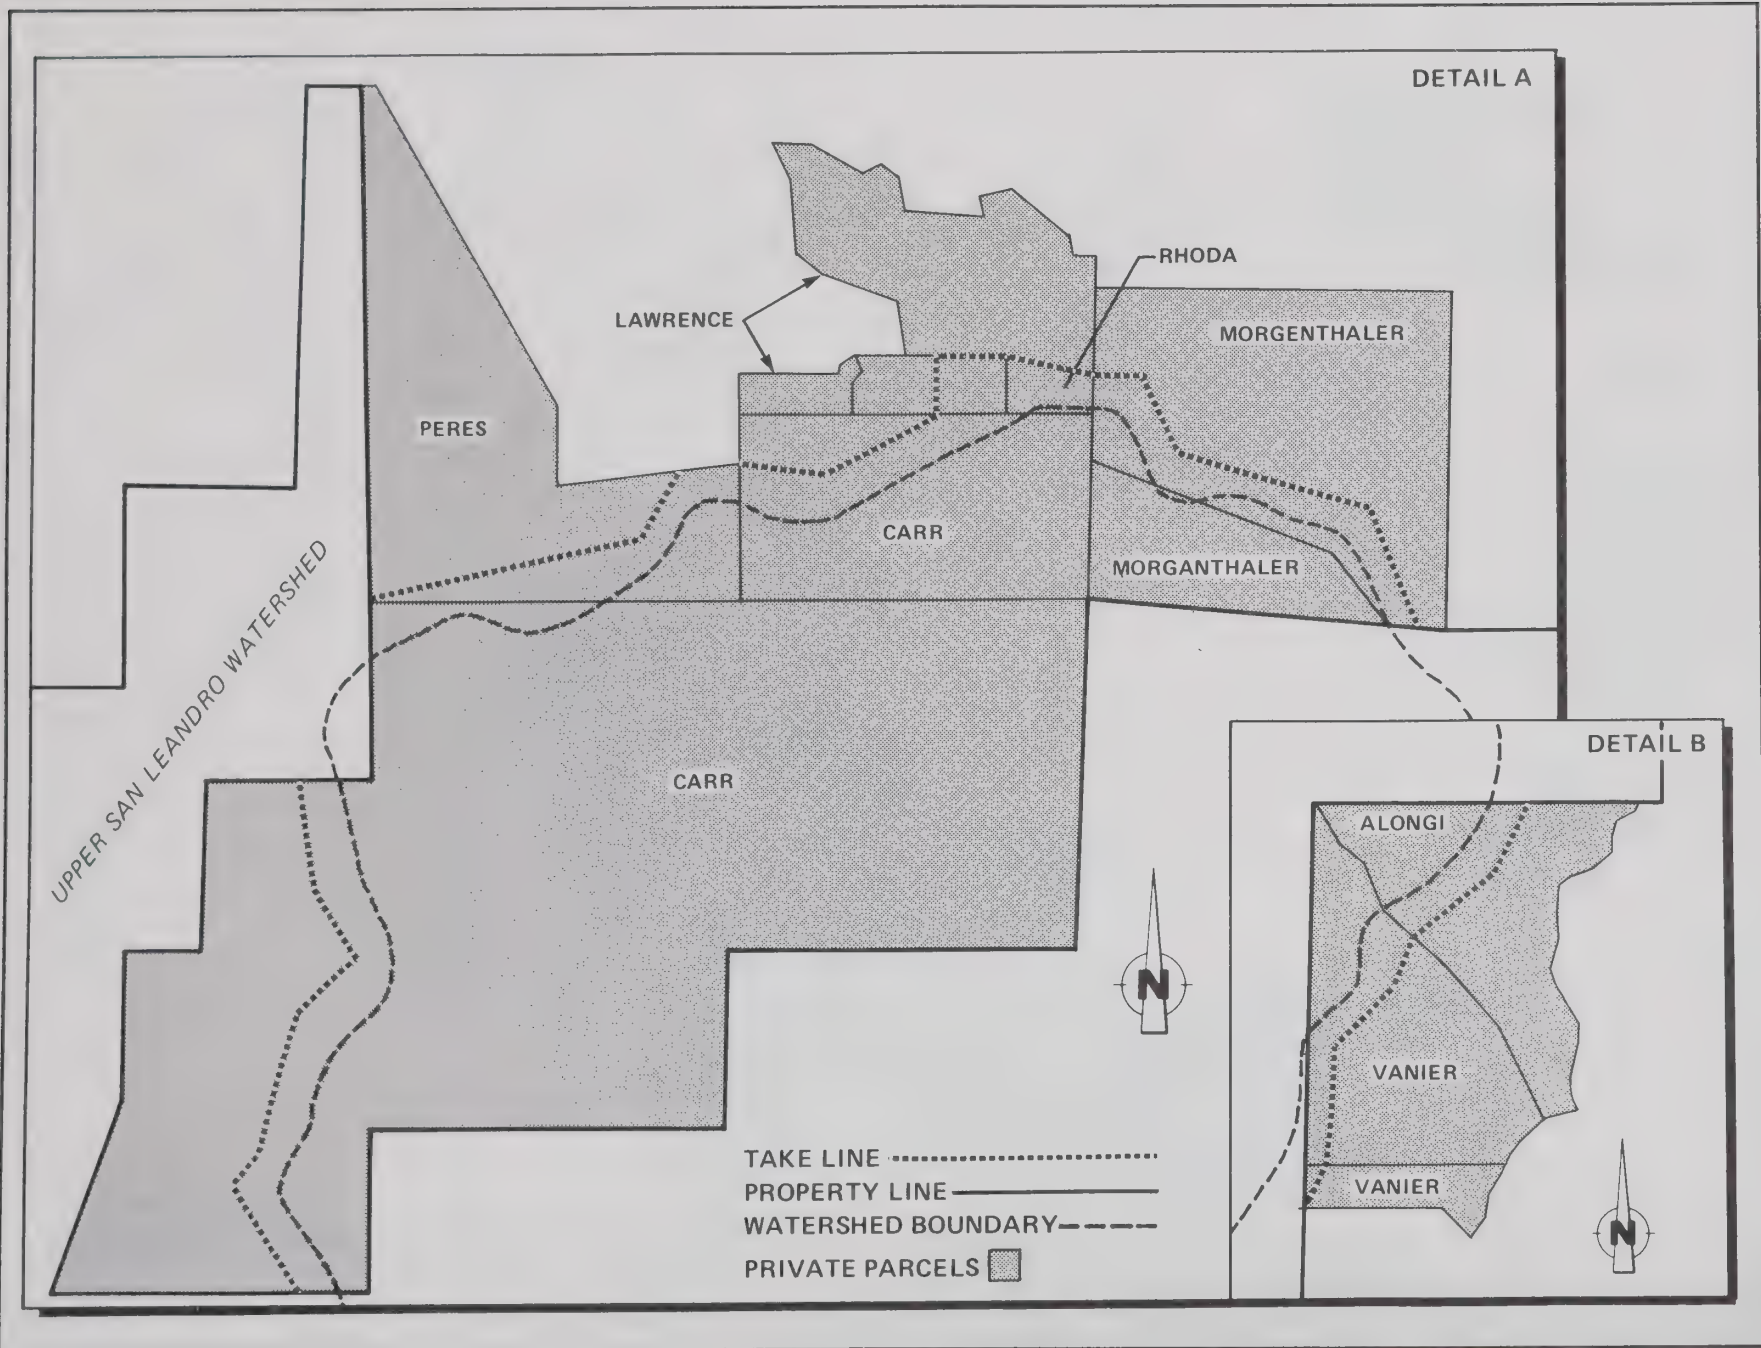 DETAIL A
RHODA
LAWRENCE
MORGENTHALER
PERES
CARR
MORGANTHALER
UPPER SAN LEANDRO WATERSHED
CARR
N
DETAIL B
ALONGI
VANIER
VANIER
N
TAKE LINE
PROPERTY LINE
WATERSHED BOUNDARY
PRIVATE PARCELS